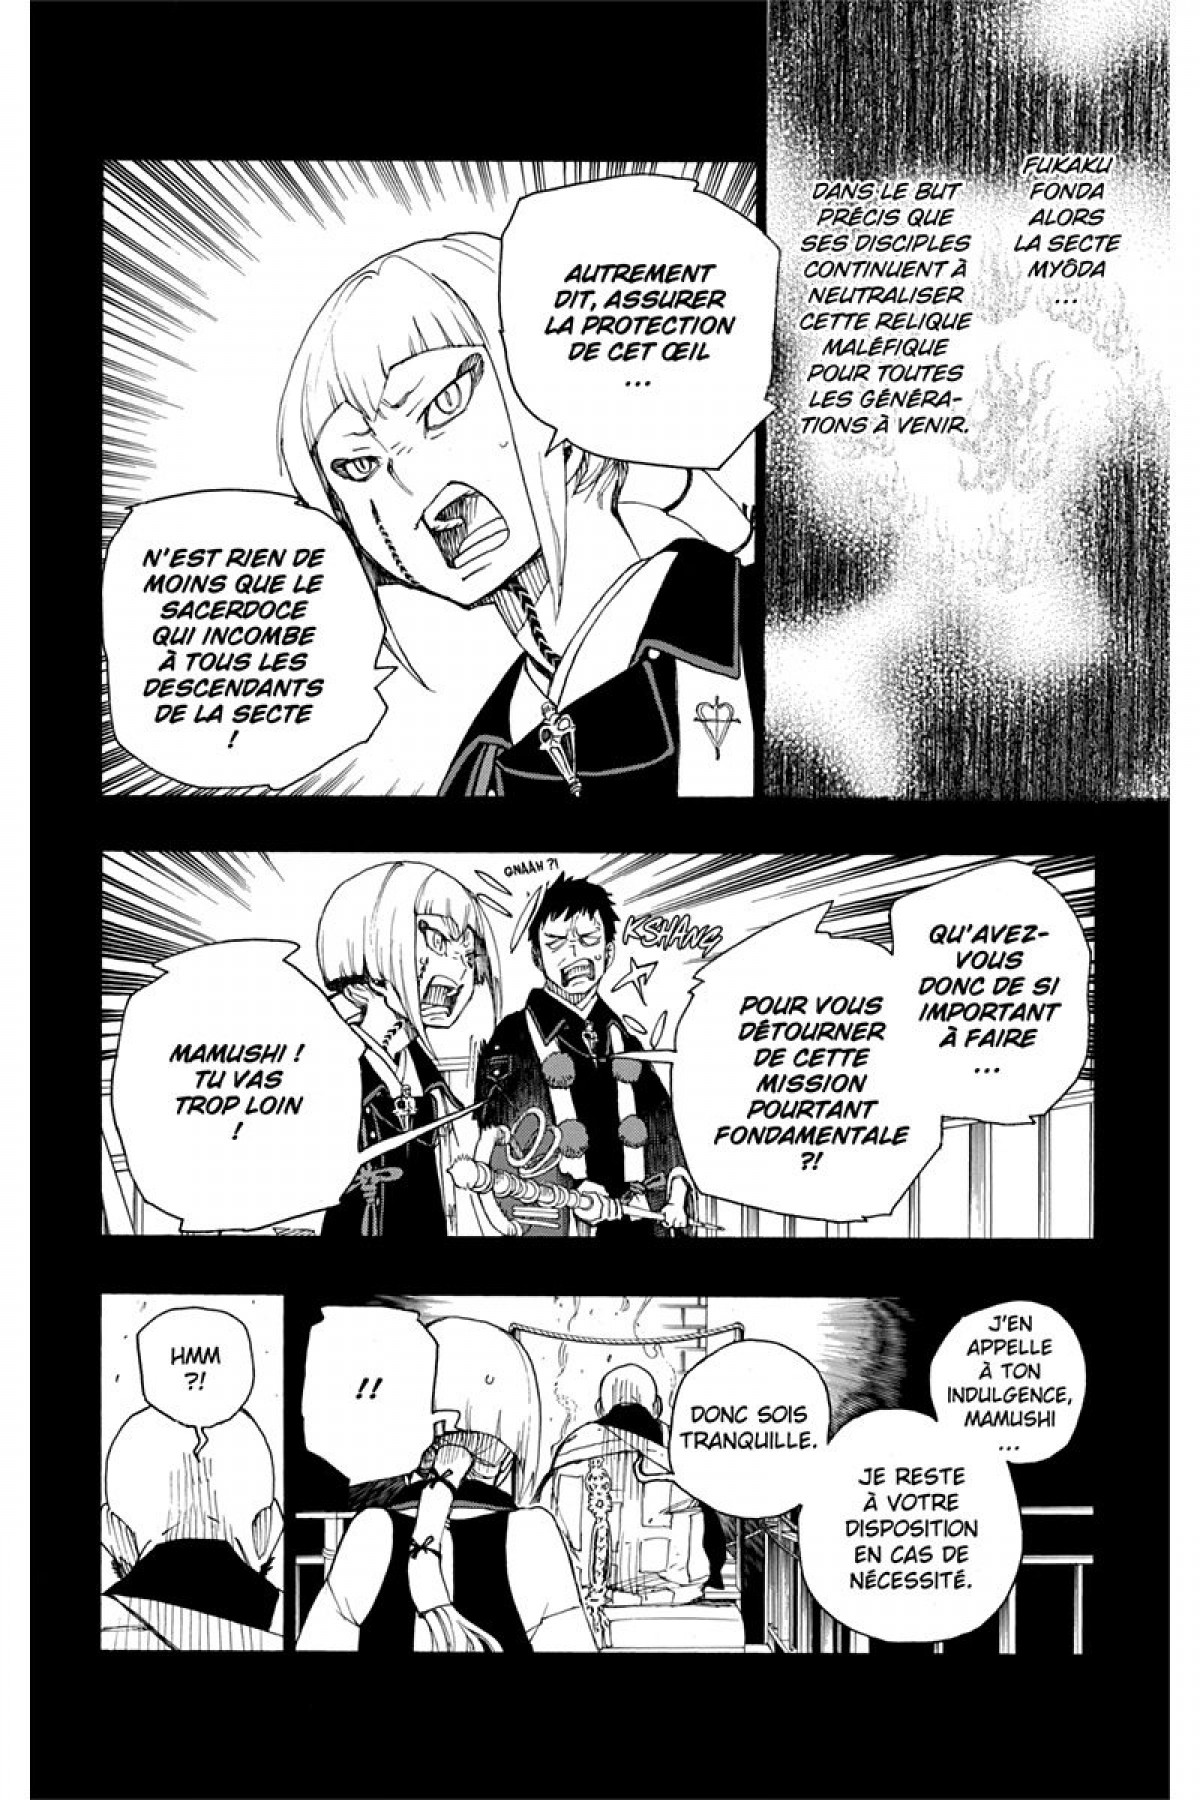 FUKAKU
FONDA
ALORS
LA SECTE
MYÔDA
...
DANS LE BUT
PRÉCIS QUE
SES DISCIPLES
CONTINUENT À
NEUTRALISER
CETTE RELIQUE
MALÉFIQUE
POUR TOUTES
LES GÉNÉRA-
TIONS À VENIR.
AUTREMENT
DIT, ASSURER
LA PROTECTION
DE CET ŒIL
...
N'EST RIEN DE
MOINS QUE LE
SACERDOCE
QUI INCOMBE
À TOUS LES
DESCENDANTS
DE LA SECTE
!
QU'AVEZ-
VOUS
DONC DE SI
IMPORTANT
À FAIRE
...
POUR VOUS
DÉTOURNER
DE CETTE
MISSION
POURTANT
FONDAMENTALE
?!
KSHANG
GNAAH ?!
MAMUSHI !
TU VAS
TROP LOIN
!
J'EN
APPELLE
À TON
INDULGENCE,
MAMUSHI
...
JE RESTE
À VOTRE
DISPOSITION
EN CAS DE
NÉCESSITÉ.
DONC SOIS
TRANQUILLE.
!!
HMM
?!